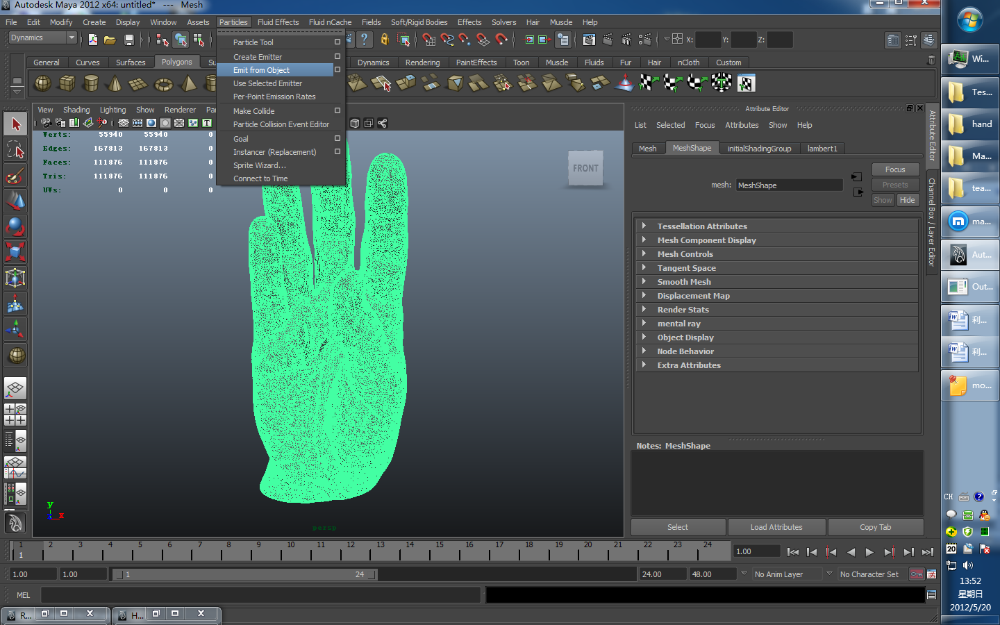 Autodesk Maya 2012 x64: untitled* --- Mesh
File Edit Modify Create Display Window Assets Particles Fluid Effects Fluid nCache Fields Soft/Rigid Bodies Effects Solvers Hair Muscle Help
Dynamics
X: Y: Z:
General Curves Surfaces Polygons Su Dynamics Rendering PaintEffects Toon Muscle Fluids Fur Hair nCloth Custom
Particle Tool
Create Emitter
Emit from Object
Use Selected Emitter
Per-Point Emission Rates
Make Collide
Particle Collision Event Editor
Goal
Instancer (Replacement)
Sprite Wizard...
Connect to Time
View Shading Lighting Show Renderer Pa
Verts: 55940 55940 0
Edges: 167813 167813 0
Faces: 111876 111876 0
Tris: 111876 111876 0
UVs: 0 0 0
FRONT
y
x
persp
Attribute Editor
List Selected Focus Attributes Show Help
Mesh MeshShape initialShadingGroup lambert1
mesh: MeshShape
Focus
Presets
Show Hide
Tessellation Attributes
Mesh Component Display
Mesh Controls
Tangent Space
Smooth Mesh
Displacement Map
Render Stats
mental ray
Object Display
Node Behavior
Extra Attributes
Notes: MeshShape
Select Load Attributes Copy Tab
Attribute Editor
Channel Box / Layer Editor
1 2 3 4 5 6 7 8 9 10 11 12 13 14 15 16 17 18 19 20 21 22 23 24
1
1.00
1.00 1.00 1 24 24.00 48.00 No Anim Layer No Character Set
MEL
R...
H...
Wi...
Tes...
hand
Ma...
tea...
ma...
Aut...
Out...
利...
利...
mo...
CH
20
13:52
星期日
2012/5/20